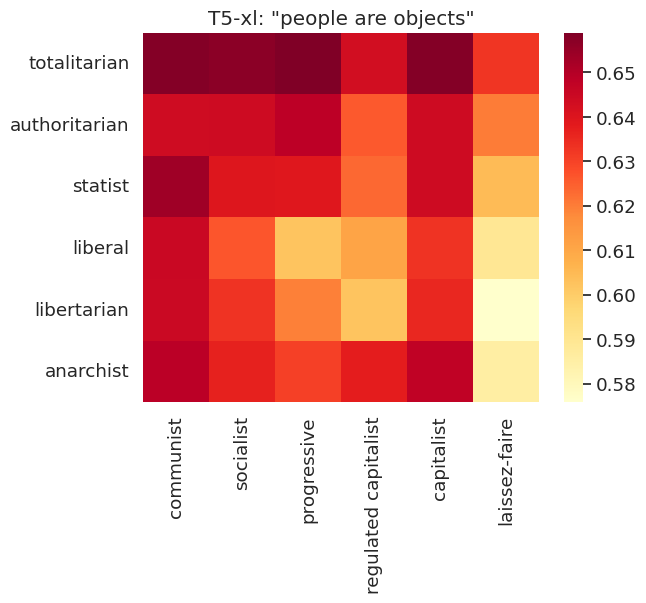 T5-xl: "people are objects"
totalitarian
authoritarian
statist
liberal
libertarian
anarchist
communist
socialist
progressive
regulated capitalist
capitalist
laissez-faire
0.65
0.64
0.63
0.62
0.61
0.60
0.59
0.58